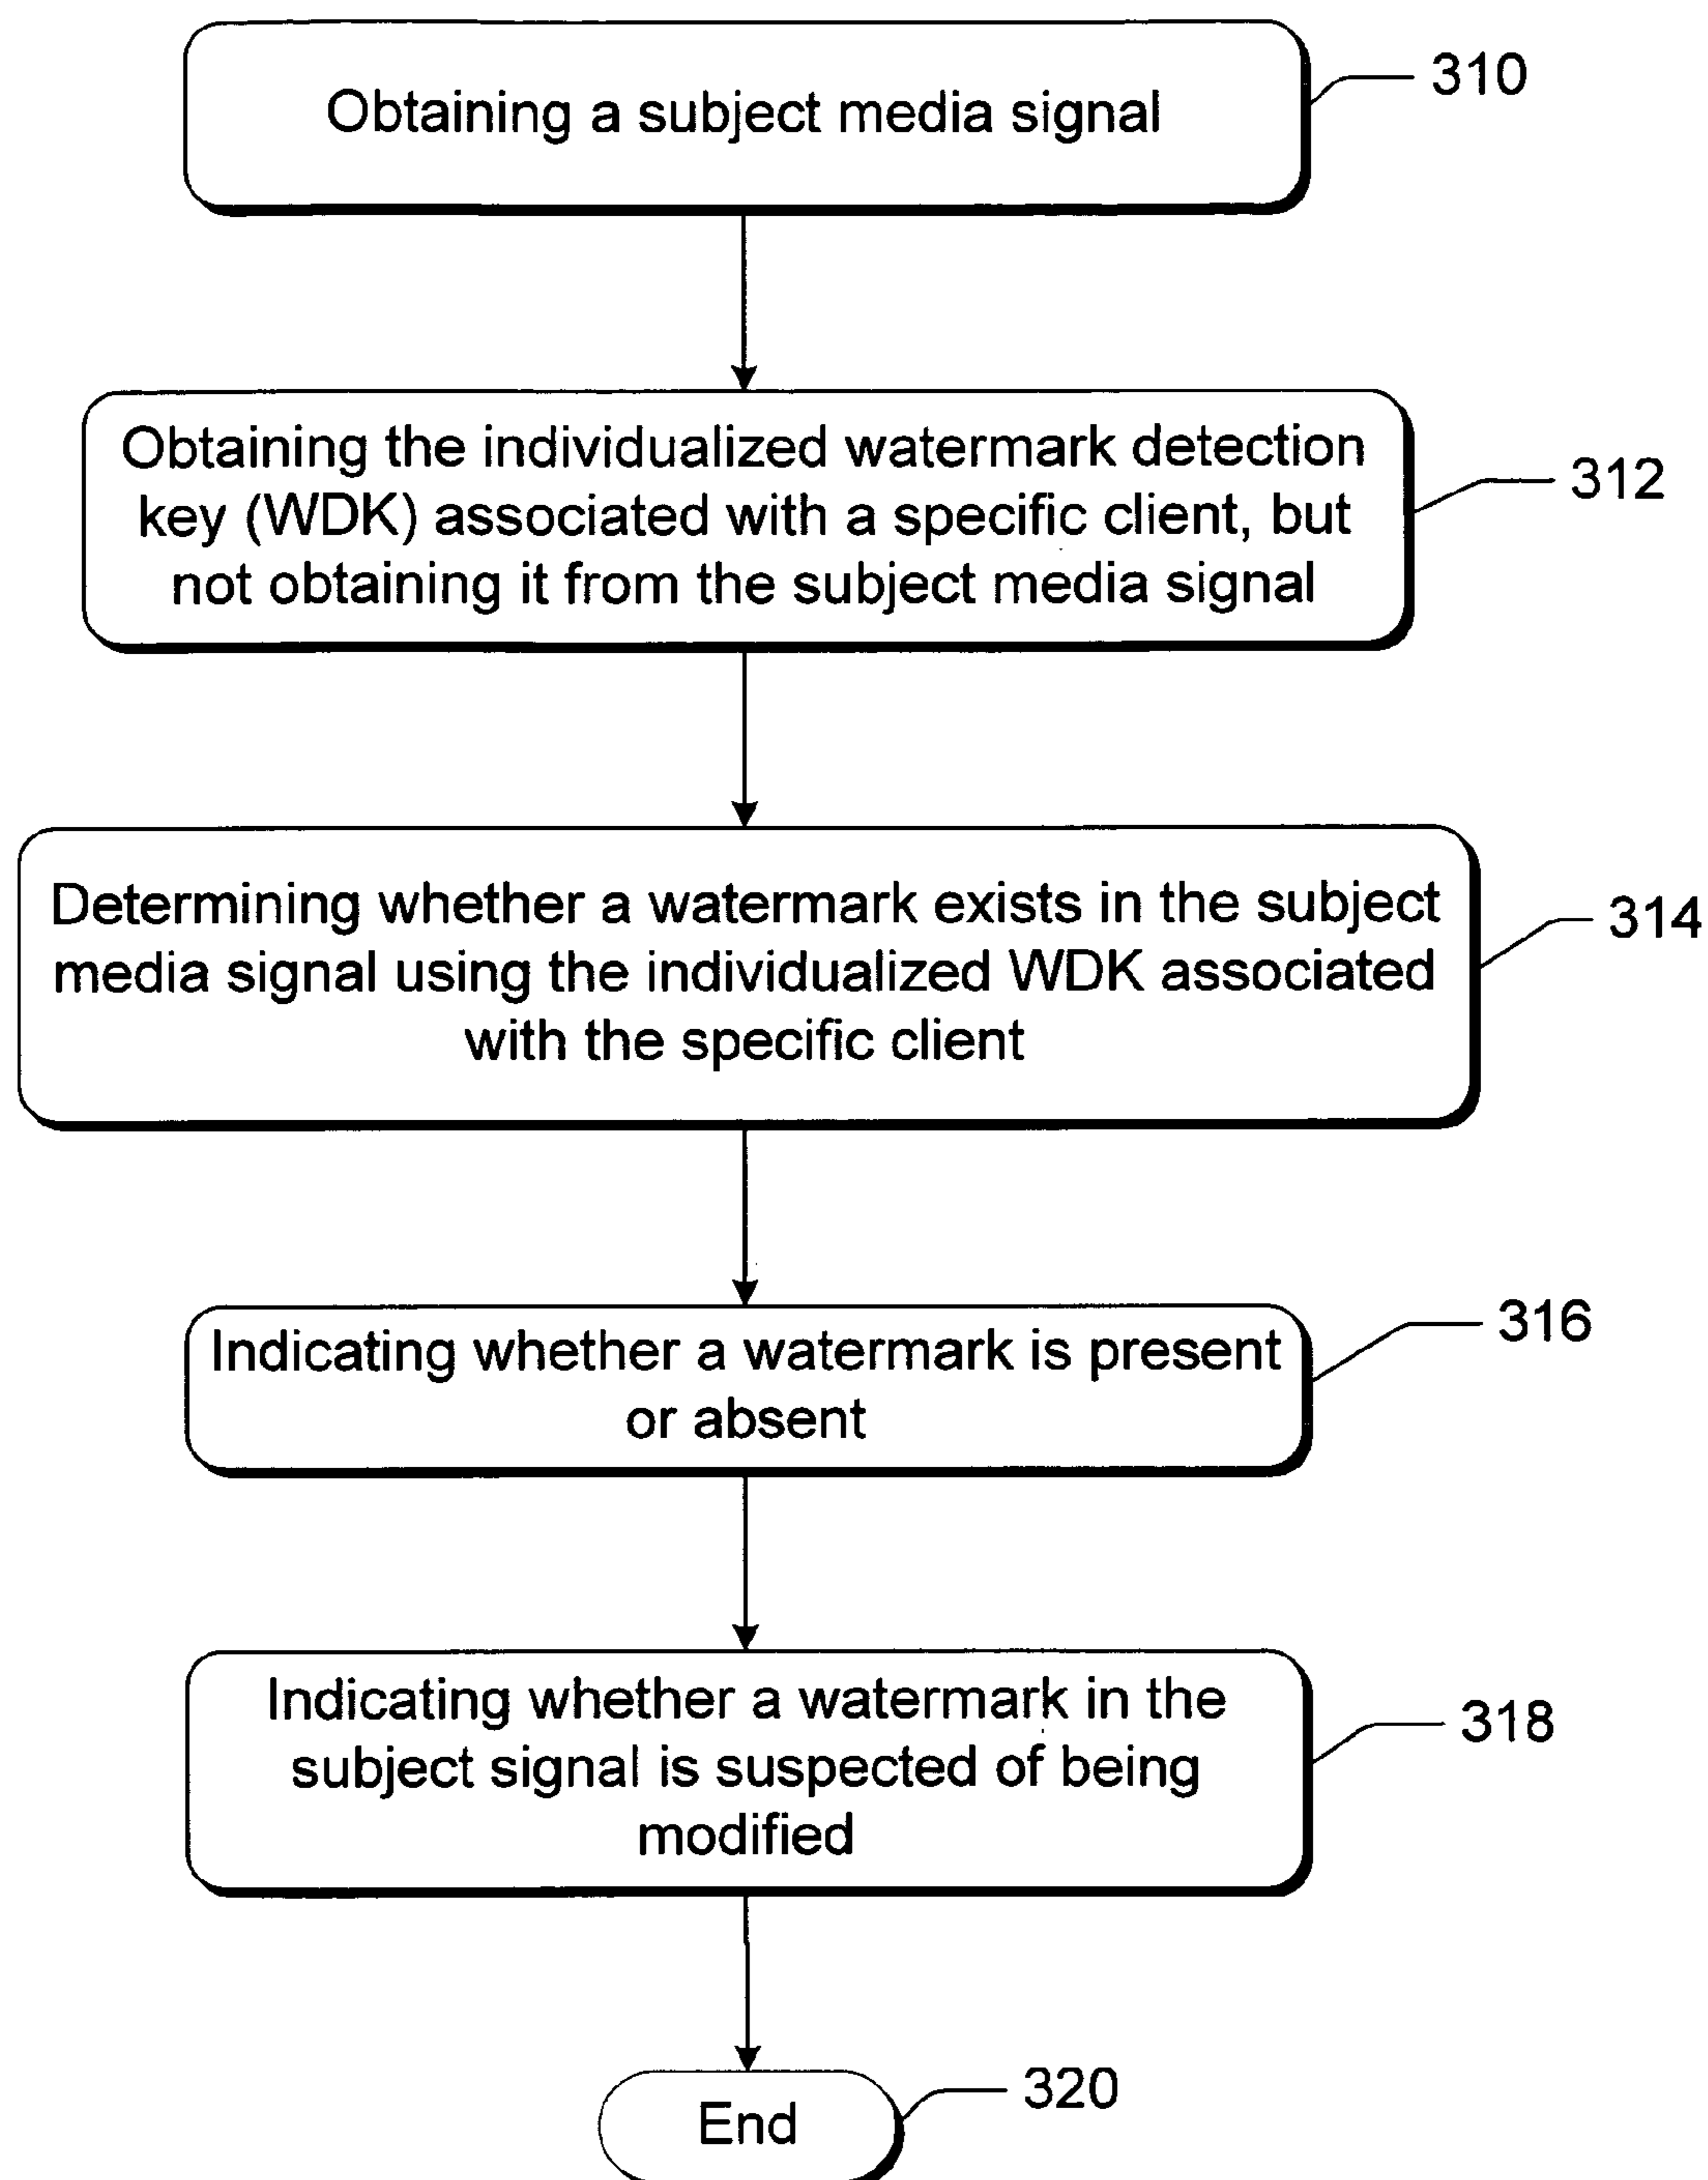 Obtaining a subject media signal
310
Obtaining the individualized watermark detection
key (WDK) associated with a specific client, but
not obtaining it from the subject media signal
312
Determining whether a watermark exists in the subject
media signal using the individualized WDK associated
with the specific client
314
Indicating whether a watermark is present
or absent
316
Indicating whether a watermark in the
subject signal is suspected of being
modified
318
End
320